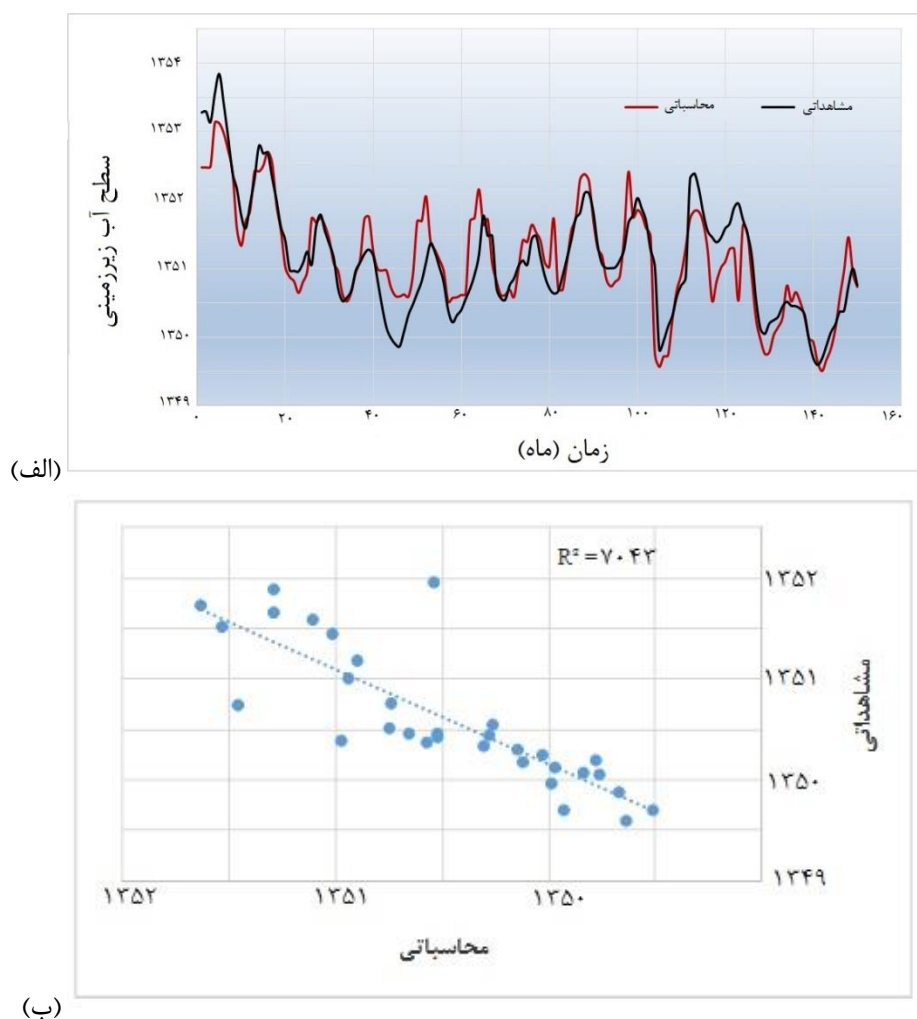 ۱۳۵۴
۱۳۵۳
۱۳۵۲
۱۳۵۱
۱۳۵۰
۱۳۴۹
سطح آب زیرزمینی
محاسباتی
مشاهداتی
۰ ۲۰ ۴۰ ۶۰ ۸۰ ۱۰۰ ۱۲۰ ۱۴۰ ۱۶۰
زمان (ماه)
(الف)
R² = ۷۰۴۳
۱۳۵۲
۱۳۵۱
۱۳۵۰
۱۳۴۹
مشاهداتی
۱۳۵۲ ۱۳۵۱ ۱۳۵۰
محاسباتی
(ب)